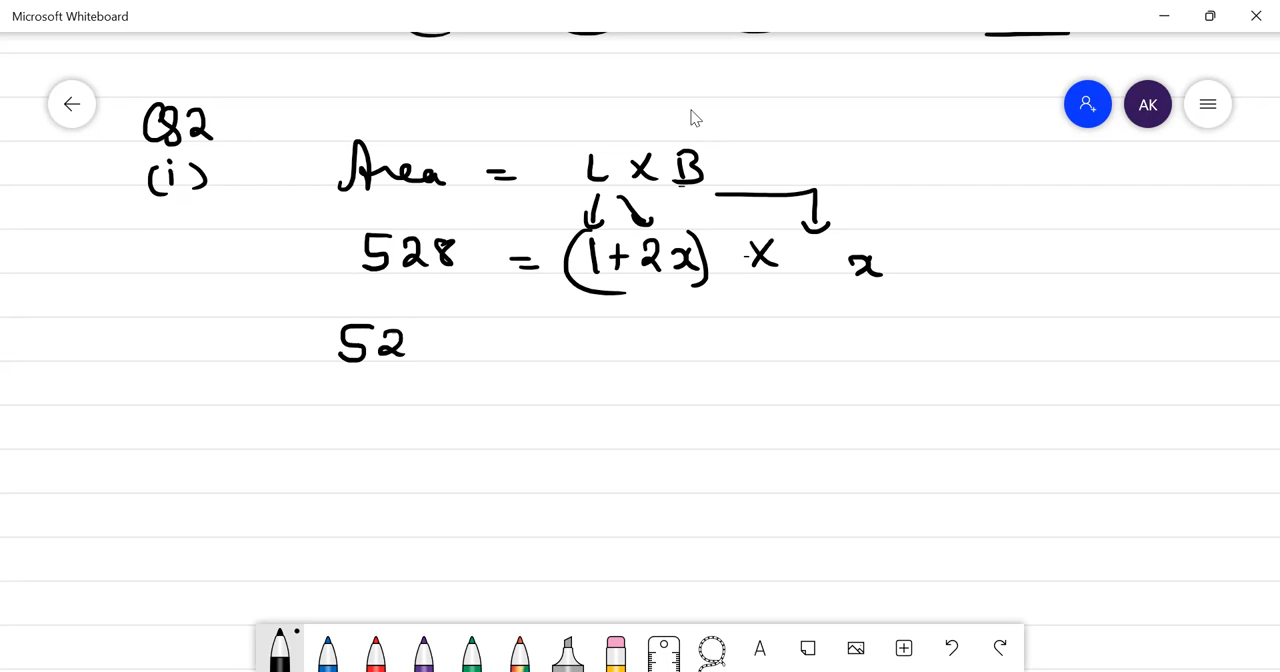 Microsoft Whiteboard
AK
Q2
(i) Area = L X B
528 = (1+2x) X x
52
A